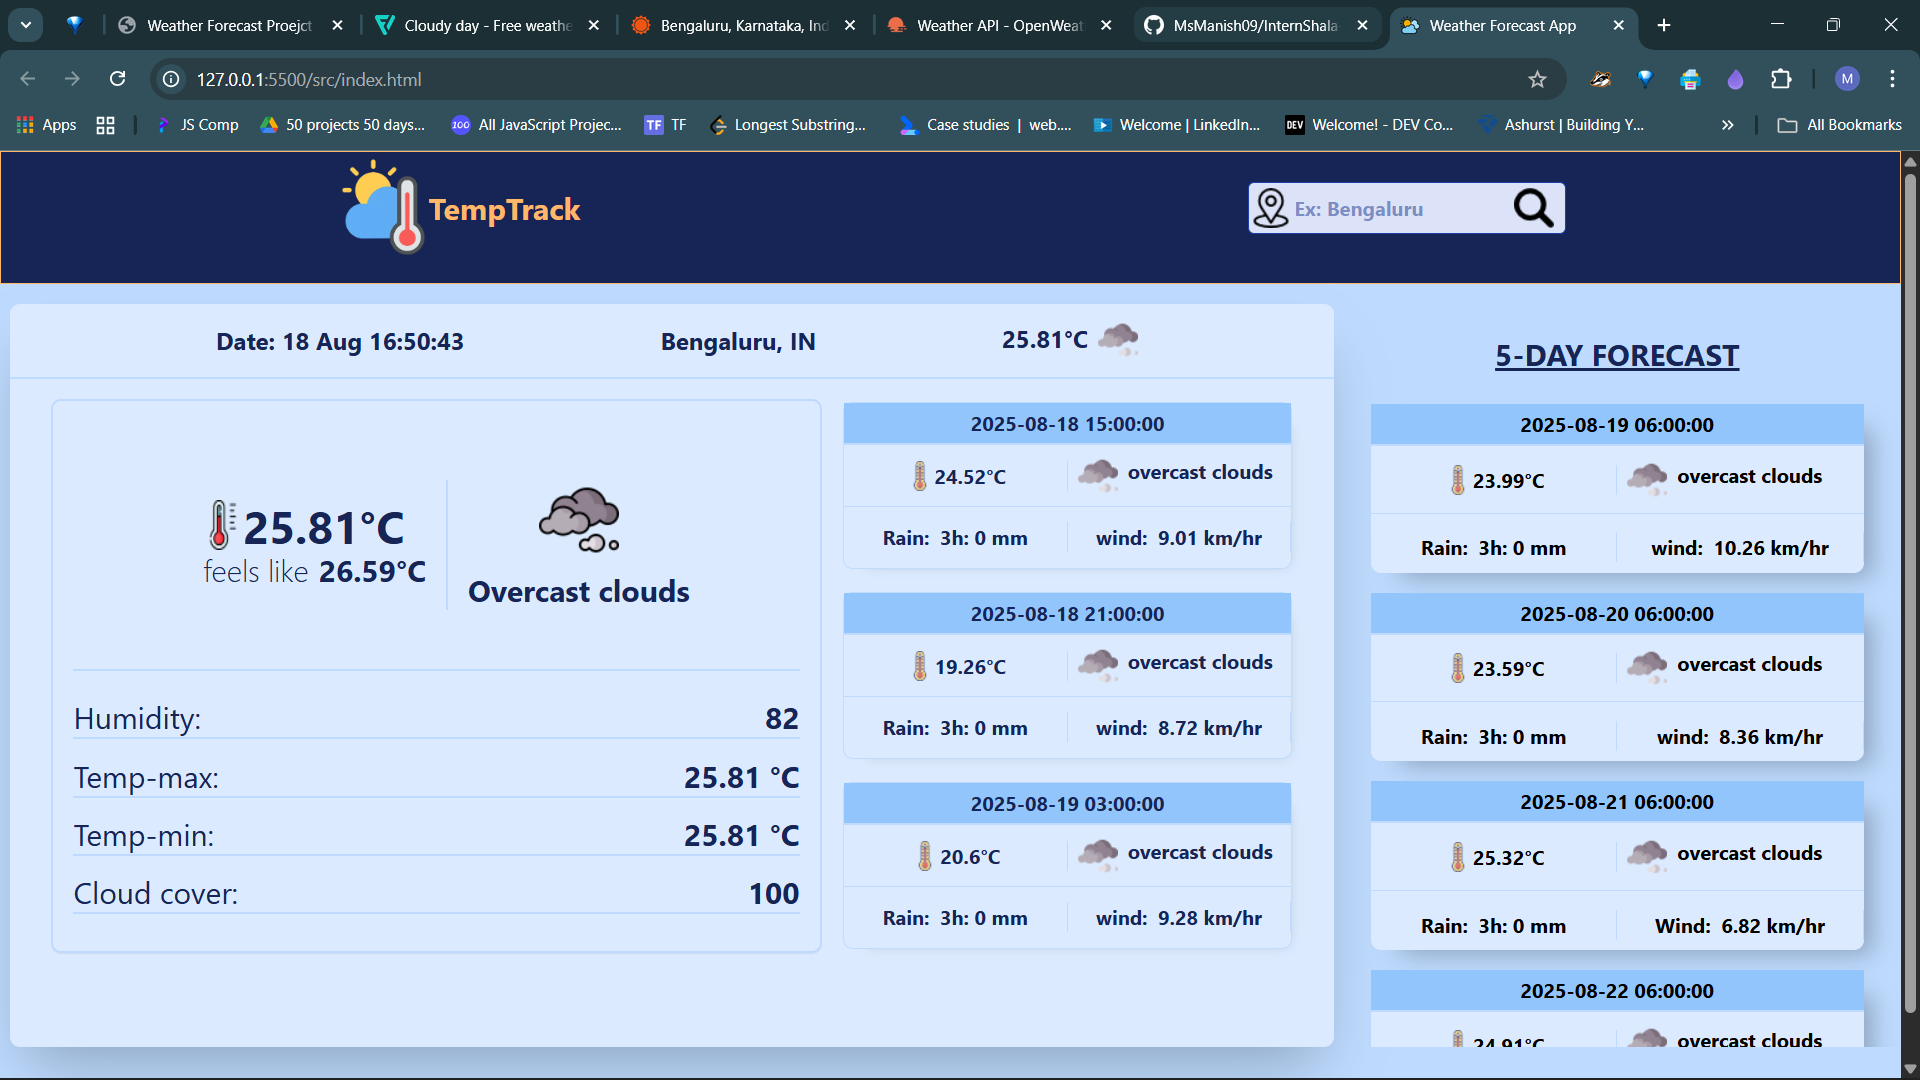 Weather Forecast Proejct
Cloudy day - Free weathe
Bengaluru, Karnataka, Ind
Weather API - OpenWeat
MsManish09/InternShala
Weather Forecast App
127.0.0.1:5500/src/index.html
M
Apps
JS Comp
50 projects 50 days...
100
All JavaScript Projec...
TF
TF
Longest Substring...
Case studies | web....
Welcome | LinkedIn...
DEV
Welcome! - DEV Co...
Ashurst | Building Y...
All Bookmarks
TempTrack
Ex: Bengaluru
Date: 18 Aug 16:50:43
Bengaluru, IN
25.81°C
25.81°C
feels like 26.59°C
Overcast clouds
Humidity: 82
Temp-max: 25.81 °C
Temp-min: 25.81 °C
Cloud cover: 100
2025-08-18 15:00:00
24.52°C overcast clouds
Rain: 3h: 0 mm wind: 9.01 km/hr
2025-08-18 21:00:00
19.26°C overcast clouds
Rain: 3h: 0 mm wind: 8.72 km/hr
2025-08-19 03:00:00
20.6°C overcast clouds
Rain: 3h: 0 mm wind: 9.28 km/hr
5-DAY FORECAST
2025-08-19 06:00:00
23.99°C overcast clouds
Rain: 3h: 0 mm wind: 10.26 km/hr
2025-08-20 06:00:00
23.59°C overcast clouds
Rain: 3h: 0 mm wind: 8.36 km/hr
2025-08-21 06:00:00
25.32°C overcast clouds
Rain: 3h: 0 mm Wind: 6.82 km/hr
2025-08-22 06:00:00
24.91°C overcast clouds